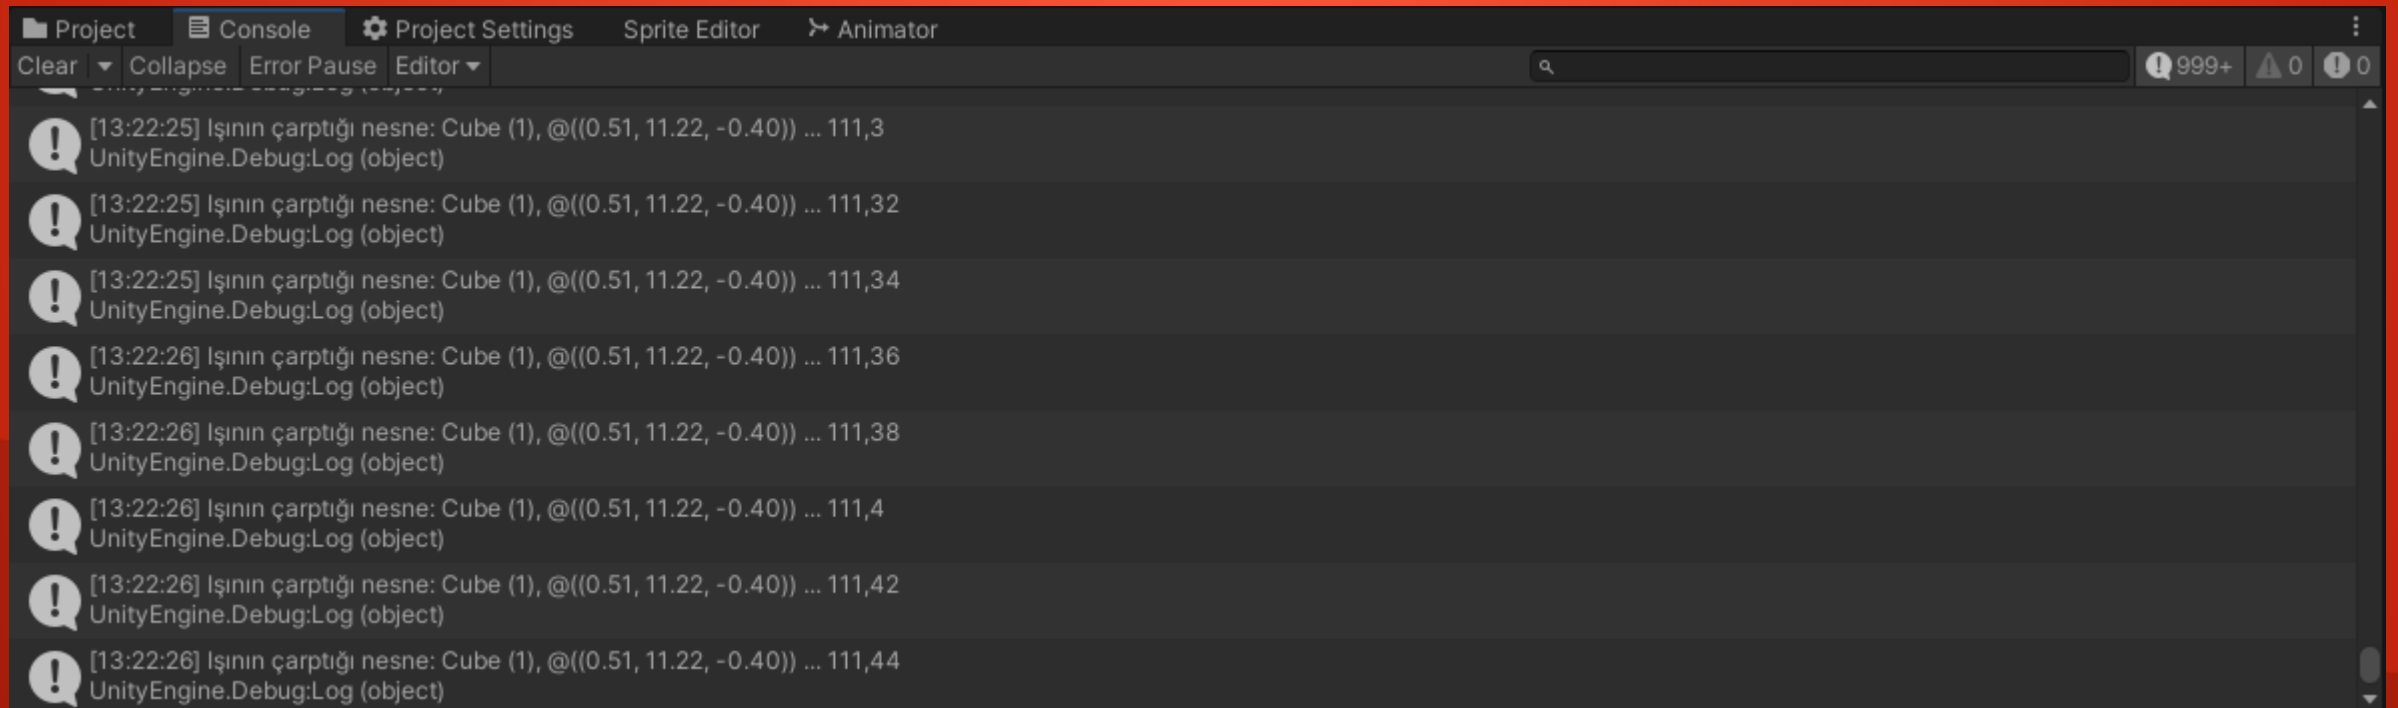 Project Console Project Settings Sprite Editor Animator
Clear Collapse Error Pause Editor 999+ 0 0
UnityEngine.Debug:Log (object)
[13:22:25] Işının çarptığı nesne: Cube (1), @((0.51, 11.22, -0.40)) ... 111,3
UnityEngine.Debug:Log (object)
[13:22:25] Işının çarptığı nesne: Cube (1), @((0.51, 11.22, -0.40)) ... 111,32
UnityEngine.Debug:Log (object)
[13:22:25] Işının çarptığı nesne: Cube (1), @((0.51, 11.22, -0.40)) ... 111,34
UnityEngine.Debug:Log (object)
[13:22:26] Işının çarptığı nesne: Cube (1), @((0.51, 11.22, -0.40)) ... 111,36
UnityEngine.Debug:Log (object)
[13:22:26] Işının çarptığı nesne: Cube (1), @((0.51, 11.22, -0.40)) ... 111,38
UnityEngine.Debug:Log (object)
[13:22:26] Işının çarptığı nesne: Cube (1), @((0.51, 11.22, -0.40)) ... 111,4
UnityEngine.Debug:Log (object)
[13:22:26] Işının çarptığı nesne: Cube (1), @((0.51, 11.22, -0.40)) ... 111,42
UnityEngine.Debug:Log (object)
[13:22:26] Işının çarptığı nesne: Cube (1), @((0.51, 11.22, -0.40)) ... 111,44
UnityEngine.Debug:Log (object)